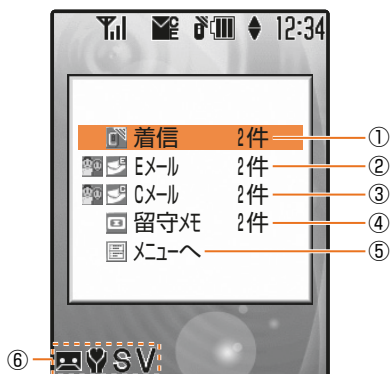 12:34
着信 2件 ①
Eメール 2件 ②
Cメール 2件 ③
留守メモ 2件 ④
メニューへ ⑤
⑥ S V